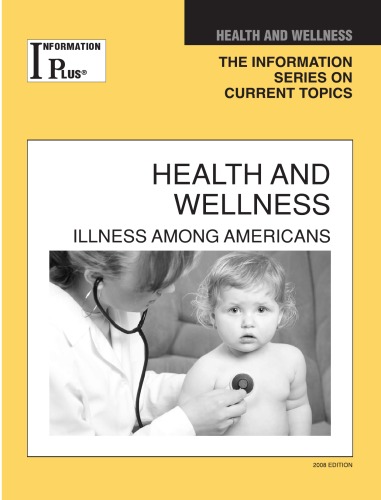 INFORMATION
PLUS®
HEALTH AND WELLNESS
THE INFORMATION
SERIES ON
CURRENT TOPICS
HEALTH AND
WELLNESS
ILLNESS AMONG AMERICANS
2008 EDITION